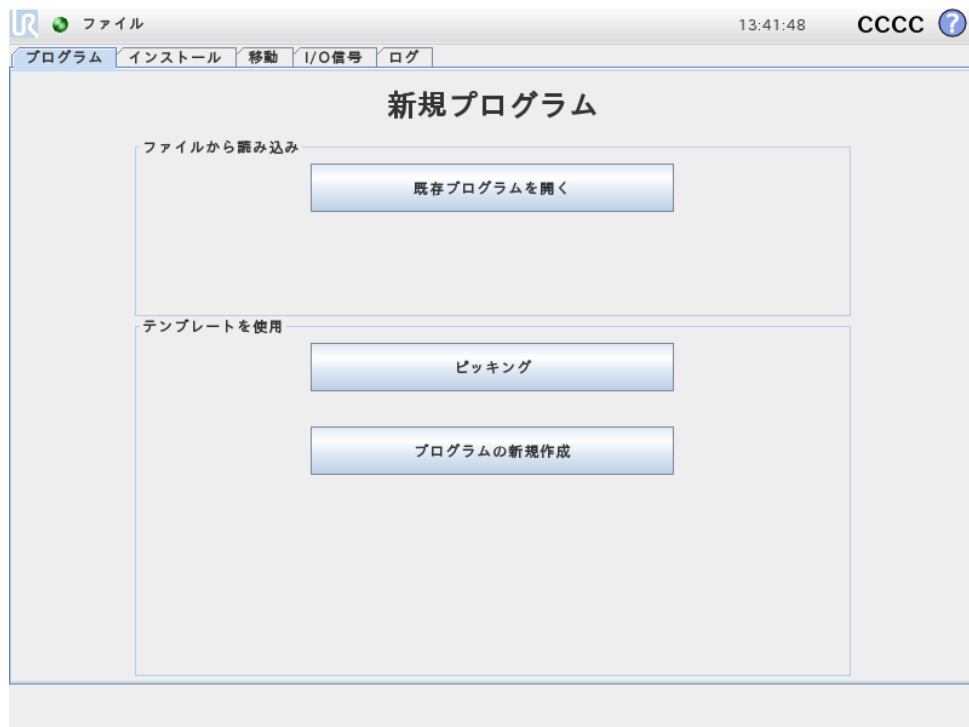 UR ファイル 13:41:48 CCCC ?
プログラム インストール 移動 I/O信号 ログ
新規プログラム
ファイルから読み込み
既存プログラムを開く
テンプレートを使用
ピッキング
プログラムの新規作成